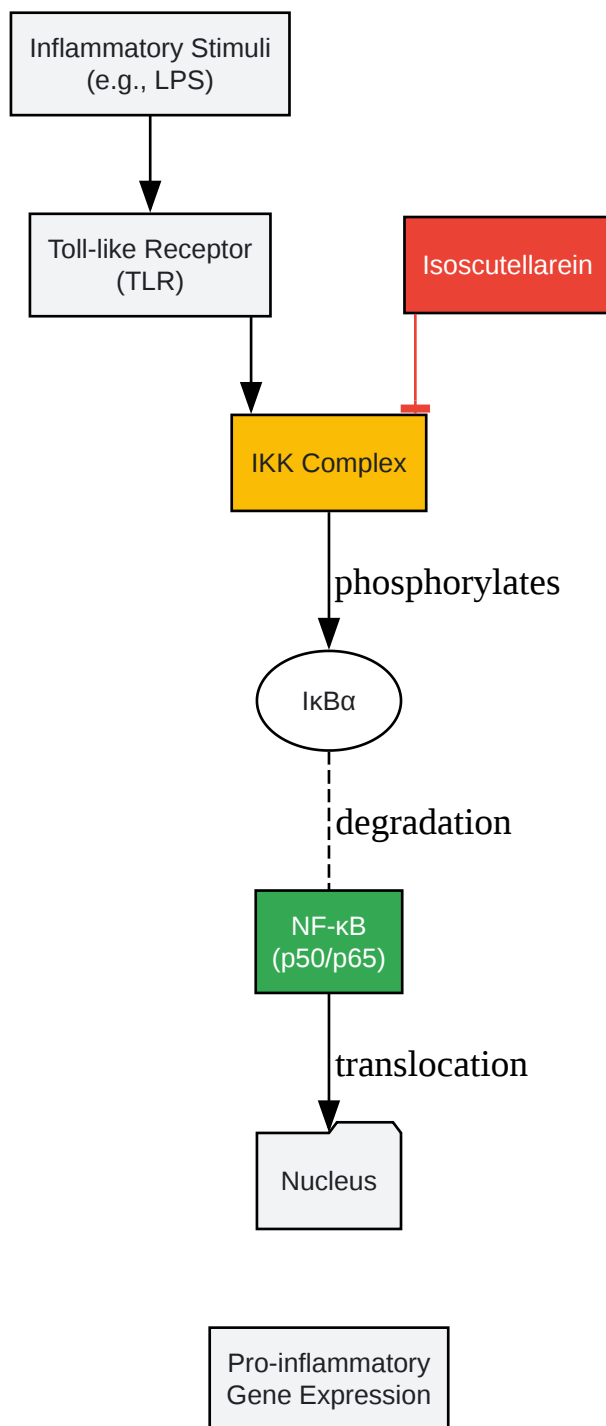 Inflammatory Stimuli
(e.g., LPS)
Toll-like Receptor
(TLR)
Isoscutellarein
IKK Complex
phosphorylates
IκBα
degradation
NF-κB
(p50/p65)
translocation
Nucleus
Pro-inflammatory
Gene Expression